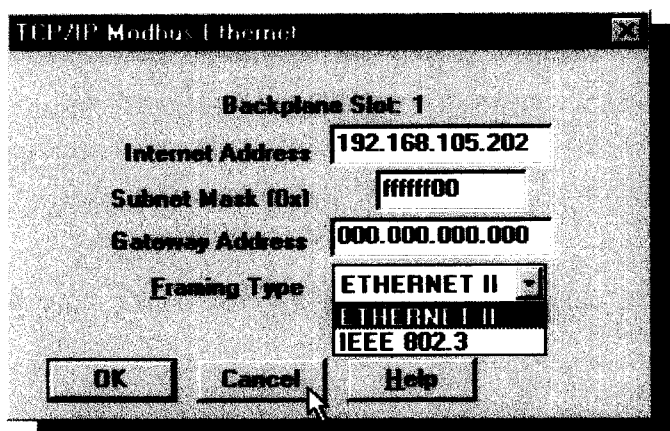 TCP/IP Modbus Ethernet
Backplane Slot: 1
Internet Address 192.168.105.202
Subnet Mask (0x) ffffff00
Gateway Address 000.000.000.000
Framing Type ETHERNET II
ETHERNET II
IEEE 802.3
OK Cancel Help